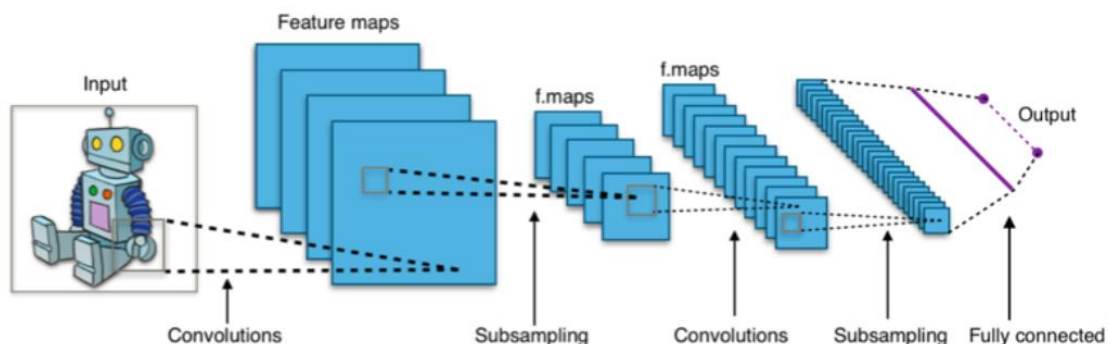 Feature maps
Input
f.maps
f.maps
Output
Convolutions
Subsampling
Convolutions
Subsampling
Fully connected